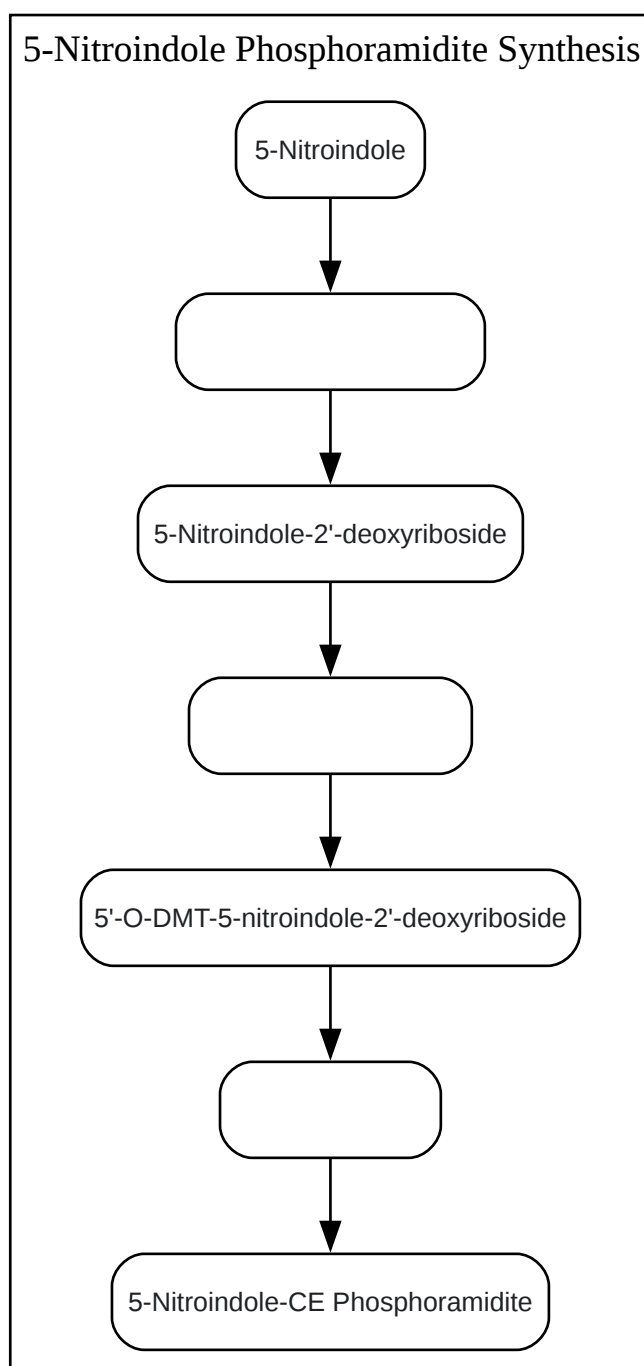 5-Nitroindole Phosphoramidite Synthesis
5-Nitroindole
5-Nitroindole-2'-deoxyriboside
5'-O-DMT-5-nitroindole-2'-deoxyriboside
5-Nitroindole-CE Phosphoramidite